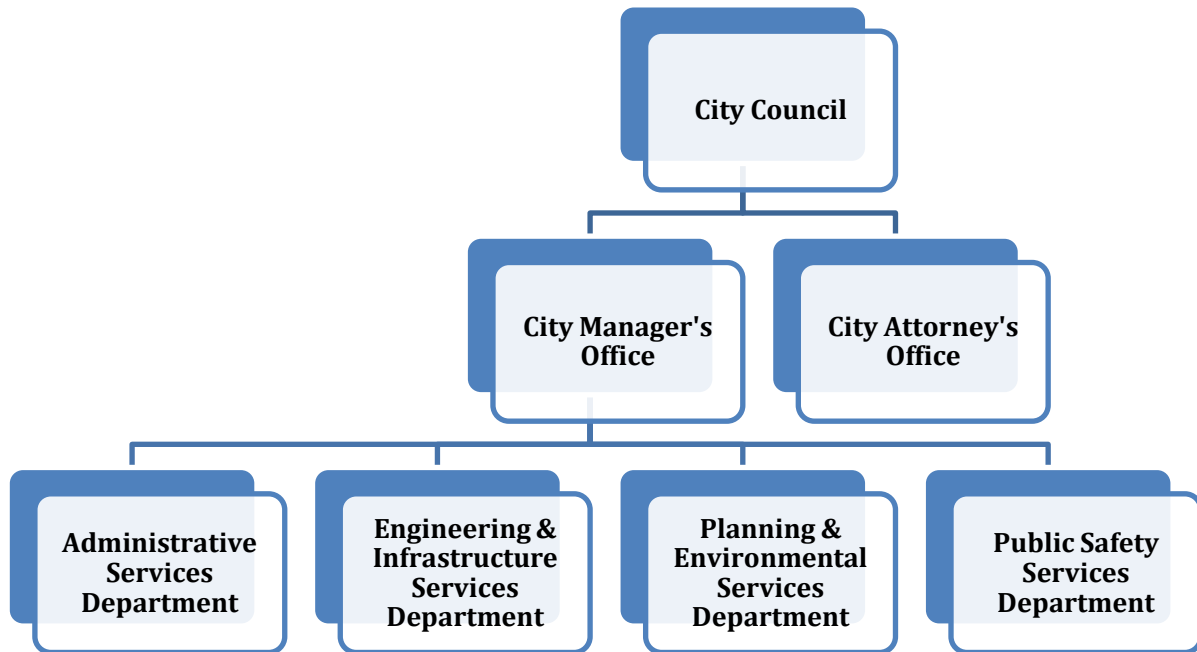 City Council
City Manager's
Office
City Attorney's
Office
Administrative
Services
Department
Engineering &
Infrastructure
Services
Department
Planning &
Environmental
Services
Department
Public Safety
Services
Department